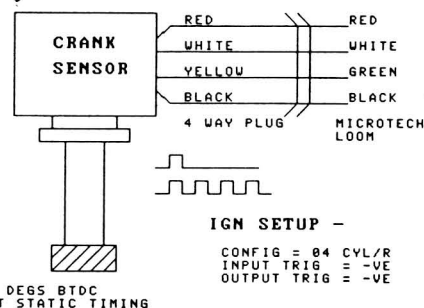 CRANK
SENSOR
RED RED
WHITE WHITE
YELLOW GREEN
BLACK BLACK
4 WAY PLUG
MICROTECH
LOOM
IGN SETUP -
CONFIG = 04 CYL/R
INPUT TRIG = -VE
OUTPUT TRIG = -VE
DEGS BTDC
STATIC TIMING